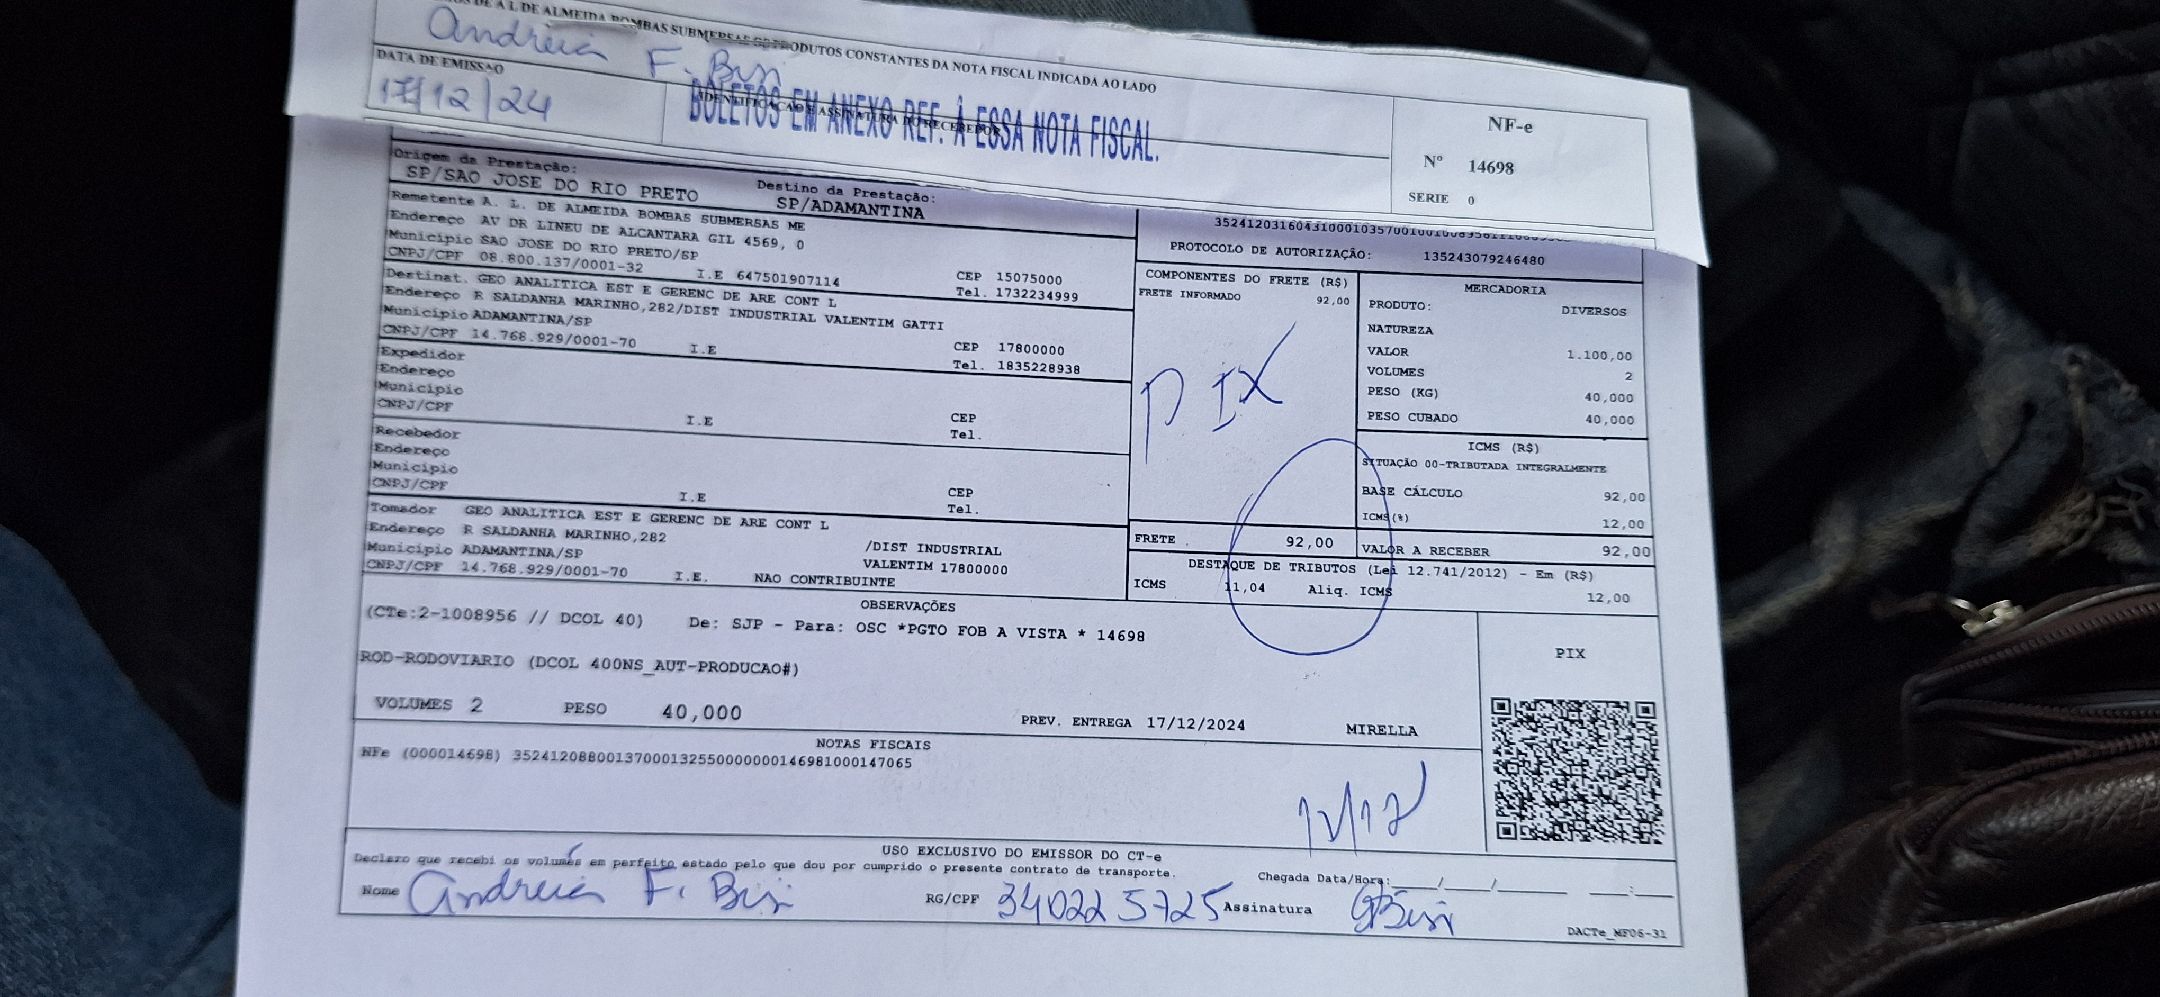 DE A L DE ALMEIDA BOMBAS SUBMERSAS OS PRODUTOS CONSTANTES DA NOTA FISCAL INDICADA AO LADO
Andreia F. Bisi
DATA DE EMISSAO
17/12/24
IDENTIFICAÇAO E ASSINATURA DO RECEBEDOR
BOLETOS EM ANEXO REF. À ESSA NOTA FISCAL.
NF-e
Nº 14698
SERIE 0
Origem da Prestação:
SP/SAO JOSE DO RIO PRETO
Destino da Prestação:
SP/ADAMANTINA
Remetente A. L. DE ALMEIDA BOMBAS SUBMERSAS ME
Endereço AV DR LINEU DE ALCANTARA GIL 4569, 0
Município SAO JOSE DO RIO PRETO/SP
CEP 15075000
CNPJ/CPF 08.800.137/0001-32 I.E 647501907114 Tel. 1732234999
Destinat. GEO ANALITICA EST E GERENC DE ARE CONT L
Endereço R SALDANHA MARINHO,282/DIST INDUSTRIAL VALENTIM GATTI
Município ADAMANTINA/SP CEP 17800000
CNPJ/CPF 14.768.929/0001-70 I.E Tel. 1835228938
Expedidor
Endereço
Município CEP
CNPJ/CPF I.E Tel.
Recebedor
Endereço
Município CEP
CNPJ/CPF I.E Tel.
Tomador GEO ANALITICA EST E GERENC DE ARE CONT L
Endereço R SALDANHA MARINHO,282 /DIST INDUSTRIAL
Município ADAMANTINA/SP VALENTIM 17800000
CNPJ/CPF 14.768.929/0001-70 I.E. NAO CONTRIBUINTE
PROTOCOLO DE AUTORIZAÇÃO: 135243079246480
COMPONENTES DO FRETE (R$)
FRETE INFORMADO 92,00
PIX
FRETE . 92,00
MERCADORIA
PRODUTO: DIVERSOS
NATUREZA
VALOR 1.100,00
VOLUMES 2
PESO (KG) 40,000
PESO CUBADO 40,000
ICMS (R$)
SITUAÇÃO 00-TRIBUTADA INTEGRALMENTE
BASE CÁLCULO 92,00
ICMS(%) 12,00
VALOR A RECEBER 92,00
DESTAQUE DE TRIBUTOS (Lei 12.741/2012) - Em (R$)
ICMS 11,04 Aliq. ICMS 12,00
OBSERVAÇÕES
(CTe:2-1008956 // DCOL 40) De: SJP - Para: OSC *PGTO FOB A VISTA * 14698
ROD-RODOVIARIO (DCOL 400NS_AUT-PRODUCAO#)
PIX
VOLUMES 2 PESO 40,000 PREV. ENTREGA 17/12/2024 MIRELLA
NOTAS FISCAIS
NFe (000014698) 35241208800137000132550000000146981000147065
17/12
USO EXCLUSIVO DO EMISSOR DO CT-e
Declaro que recebi os volumes em perfeito estado pelo que dou por cumprido o presente contrato de transporte.
Chegada Data/Hora:____/____/______ ___:___
Nome Andreia F. Bisi RG/CPF 340225725 Assinatura
DACTe_MF06-31